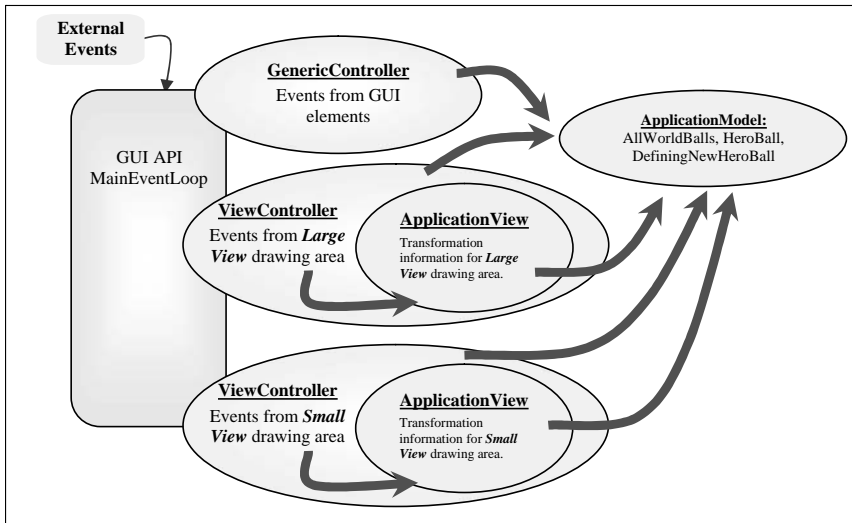 External
Events
GenericController
Events from GUI
elements
ApplicationModel:
AllWorldBalls, HeroBall,
DefiningNewHeroBall
GUI API
MainEventLoop
ViewController
Events from Large
View drawing area
ApplicationView
Transformation
information for Large
View drawing area.
ViewController
Events from Small
View drawing area
ApplicationView
Transformation
information for Small
View drawing area.